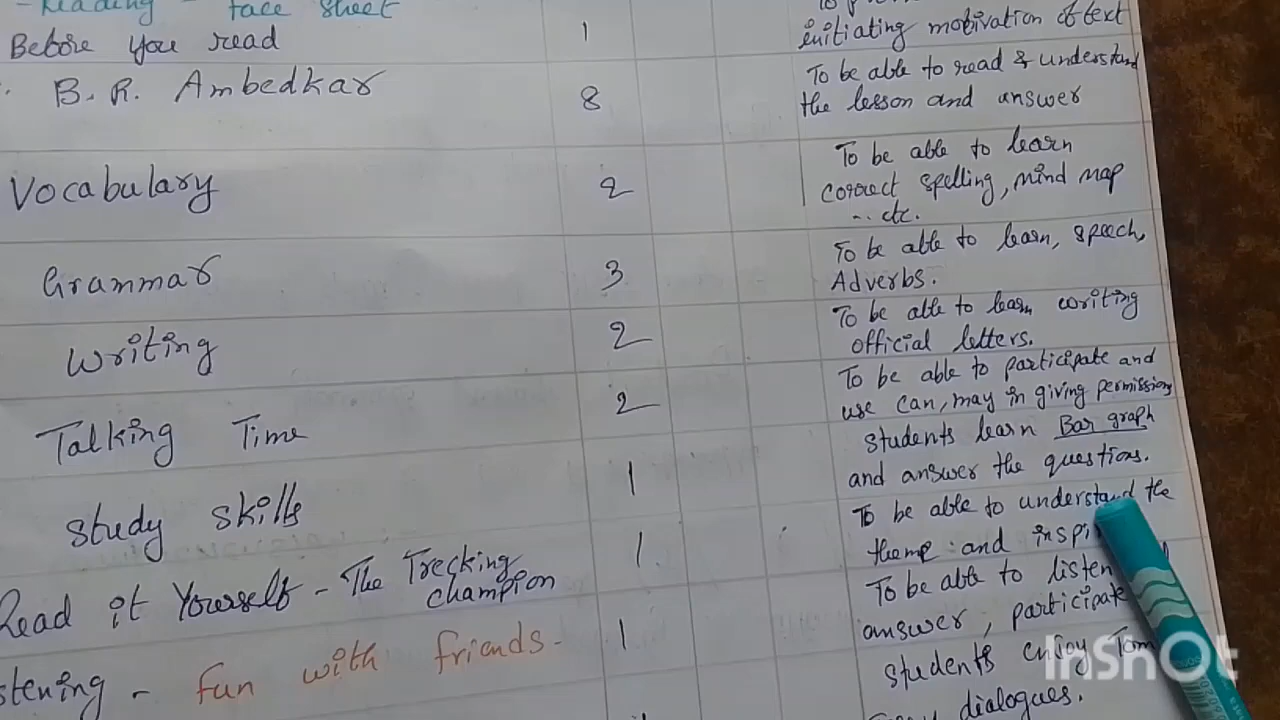 - Reading - face sheet
Before you read 1
initiating motivation of text
B. R. Ambedkar 8 To be able to read & understand
the lesson and answer
Vocabulary 2 To be able to learn
correct spelling, mind map
.. etc.
Grammar 3 To be able to learn, speech,
Adverbs.
Writing 2 To be able to learn writing
official letters.
Talking Time 2 To be able to participate and
use can, may in giving permission
Study skills 1 students learn Bar graph
and answer the questions.
Read it Yourself - The Trecking
champion 1 To be able to understand the
theme and
fun with friends - 1 To be able to listen
answer, participate
students enjoy Tom
dialogues.
InShOt